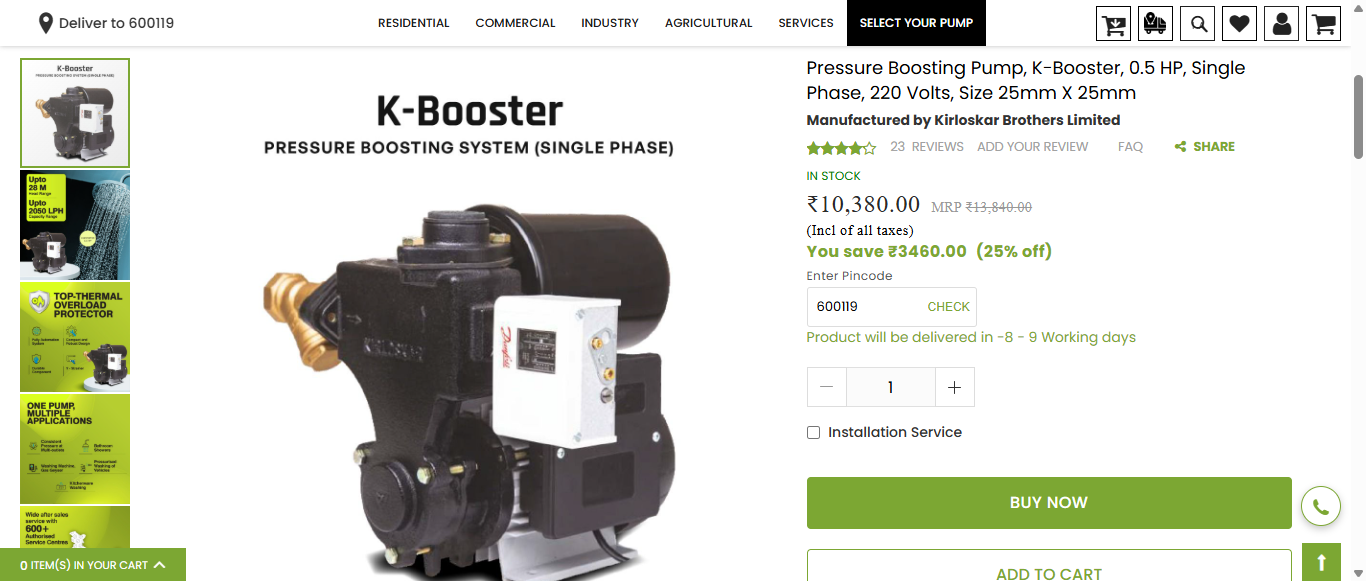 Deliver to 600119
RESIDENTIAL
COMMERCIAL
INDUSTRY
AGRICULTURAL
SERVICES
SELECT YOUR PUMP
K-Booster
PRESSURE BOOSTING SYSTEM (SINGLE PHASE)
Upto
28 M
Head Range
Upto
2050 LPH
Capacity Range
TOP-THERMAL
OVERLOAD
PROTECTOR
ONE PUMP,
MULTIPLE
APPLICATIONS
Wide after sales
service with
600+
Authorised
Service Centres
0 ITEM(S) IN YOUR CART
K-Booster
PRESSURE BOOSTING SYSTEM (SINGLE PHASE)
KIRLOSKAR
Danfoss
Pressure Boosting Pump, K-Booster, 0.5 HP, Single
Phase, 220 Volts, Size 25mm X 25mm
Manufactured by Kirloskar Brothers Limited
23 REVIEWS ADD YOUR REVIEW FAQ SHARE
IN STOCK
₹10,380.00 MRP ₹13,840.00
(Incl of all taxes)
You save ₹3460.00 (25% off)
Enter Pincode
600119 CHECK
Product will be delivered in -8 - 9 Working days
1
Installation Service
BUY NOW
ADD TO CART